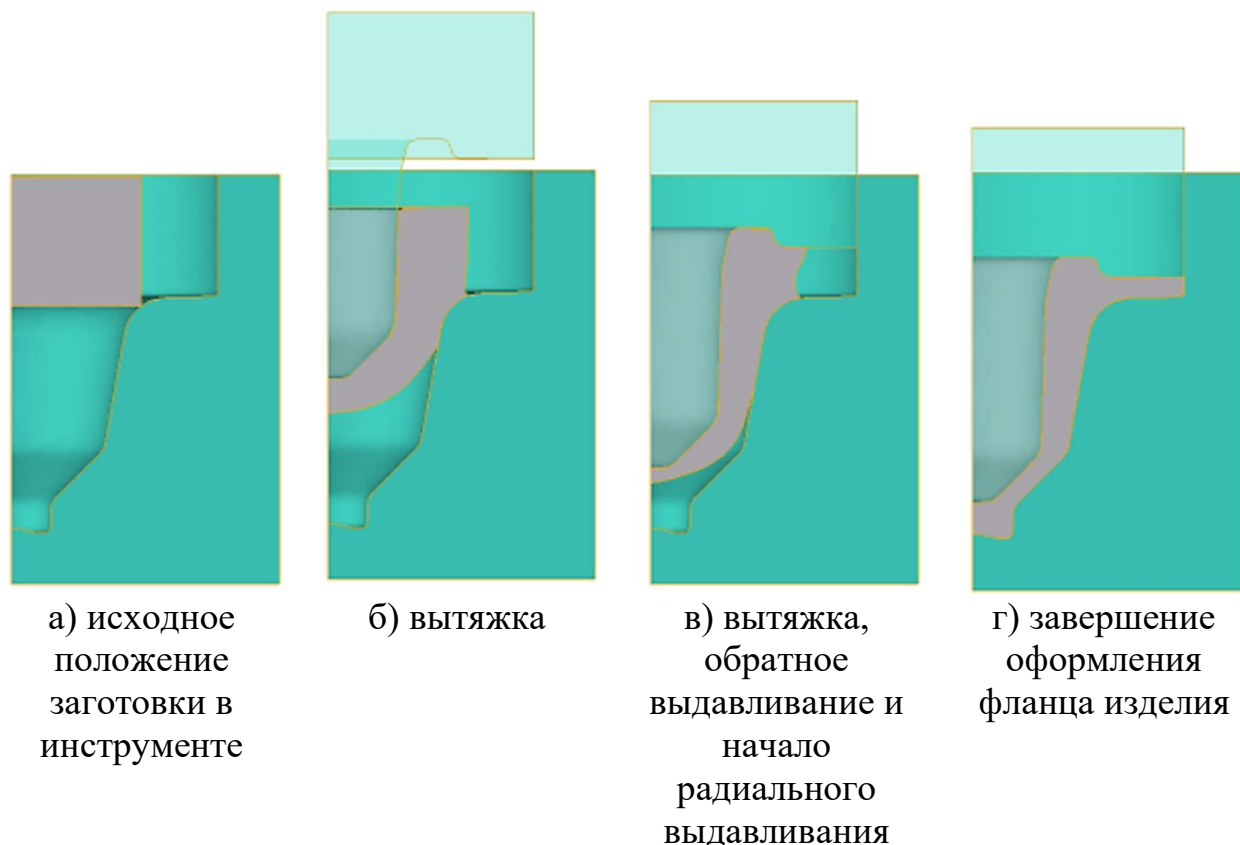 а) исходное
положение
заготовки в
инструменте
б) вытяжка
в) вытяжка,
обратное
выдавливание и
начало
радиального
выдавливания
г) завершение
оформления
фланца изделия